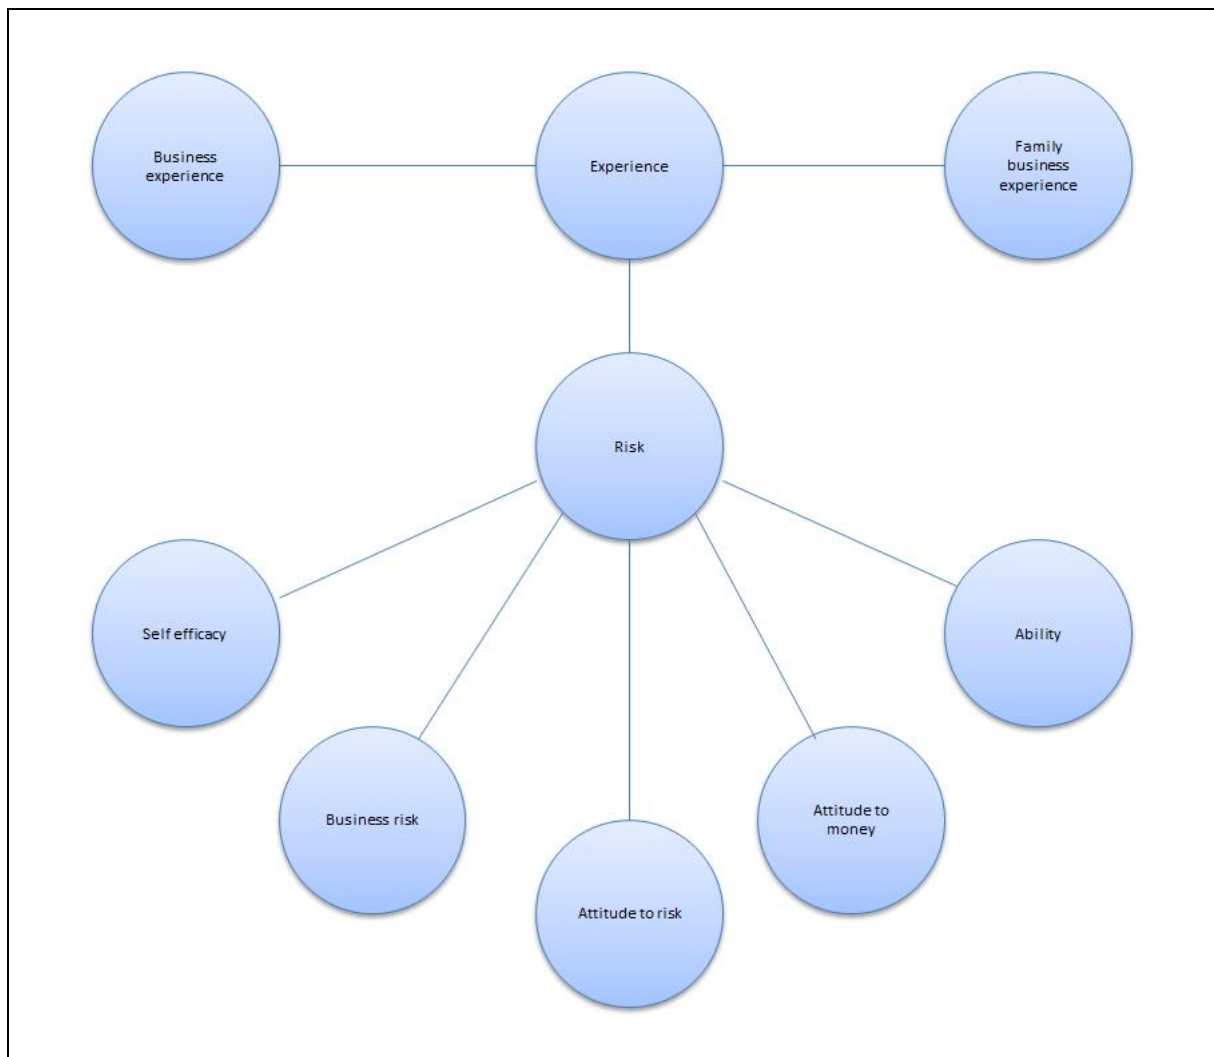 Business
experience
Experience
Family
business
experience
Risk
Self efficacy
Ability
Business risk
Attitude to
money
Attitude to risk